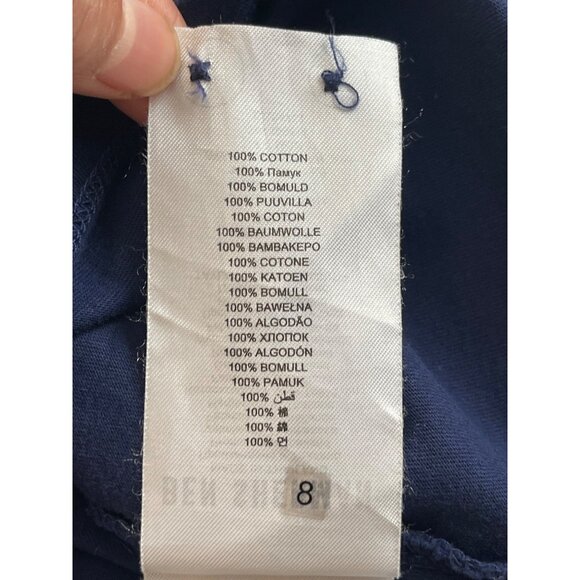 100% COTTON
100% Памук
100% BOMULD
100% PUUVILLA
100% COTON
100% BAUMWOLLE
100% BAMBAKEPO
100% COTONE
100% KATOEN
100% BOMULL
100% BAWEŁNA
100% ALGODÃO
100% ХЛОПОК
100% ALGODÓN
100% BOMULL
100% PAMUK
100% قطن
100% 棉
100% 綿
100% 면
8